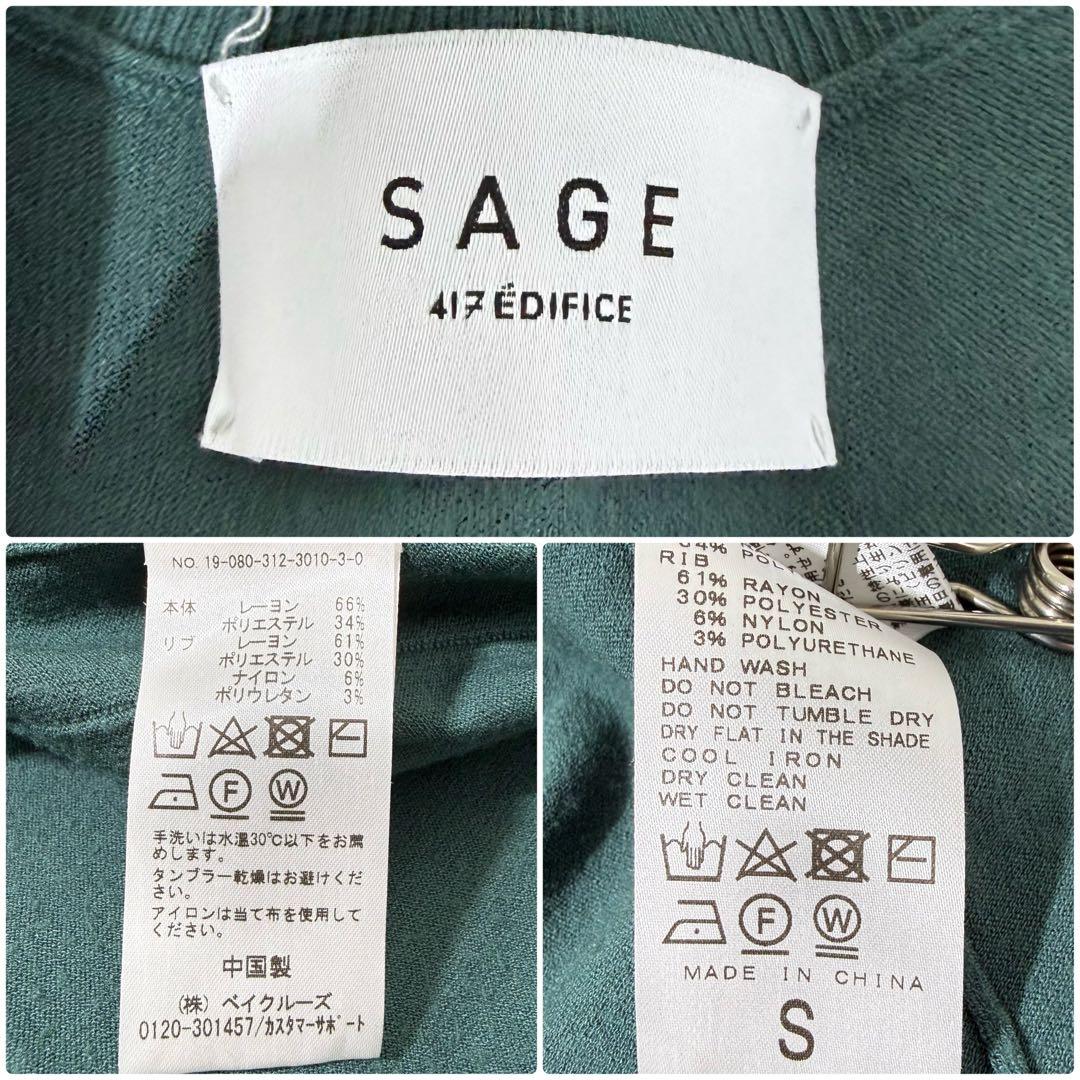 SAGE
417 ÉDIFICE
NO. 19-080-312-3010-3-0
本体 レーヨン 66%
ポリエステル 34%
リブ レーヨン 61%
ポリエステル 30%
ナイロン 6%
ポリウレタン 3%
F W
手洗いは水温30℃以下をお薦
めします。
タンブラー乾燥はお避けくだ
さい。
アイロンは当て布を使用して
ください。
中国製
(株) ベイクルーズ
0120-301457/カスタマーサポート
RIB
61% RAYON
30% POLYESTER
6% NYLON
3% POLYURETHANE
HAND WASH
DO NOT BLEACH
DO NOT TUMBLE DRY
DRY FLAT IN THE SHADE
COOL IRON
DRY CLEAN
WET CLEAN
F W
MADE IN CHINA
S